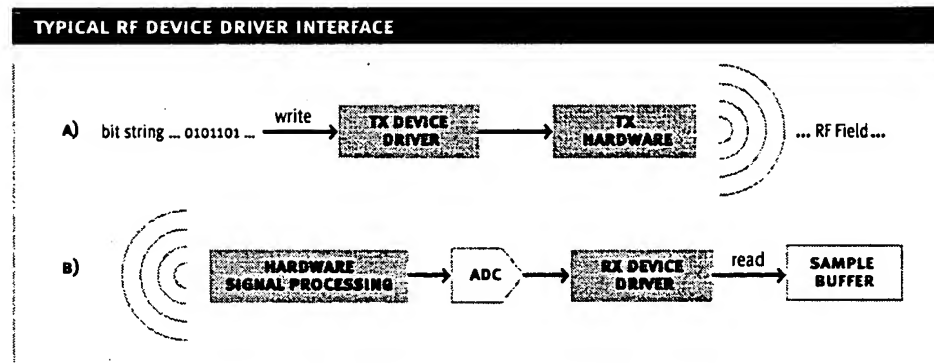 TYPICAL RF DEVICE DRIVER INTERFACE
A) bit string ... 0101101 ... write TX DEVICE DRIVER TX HARDWARE ... RF Field ...
B) HARDWARE SIGNAL PROCESSING ADC RX DEVICE DRIVER read SAMPLE BUFFER